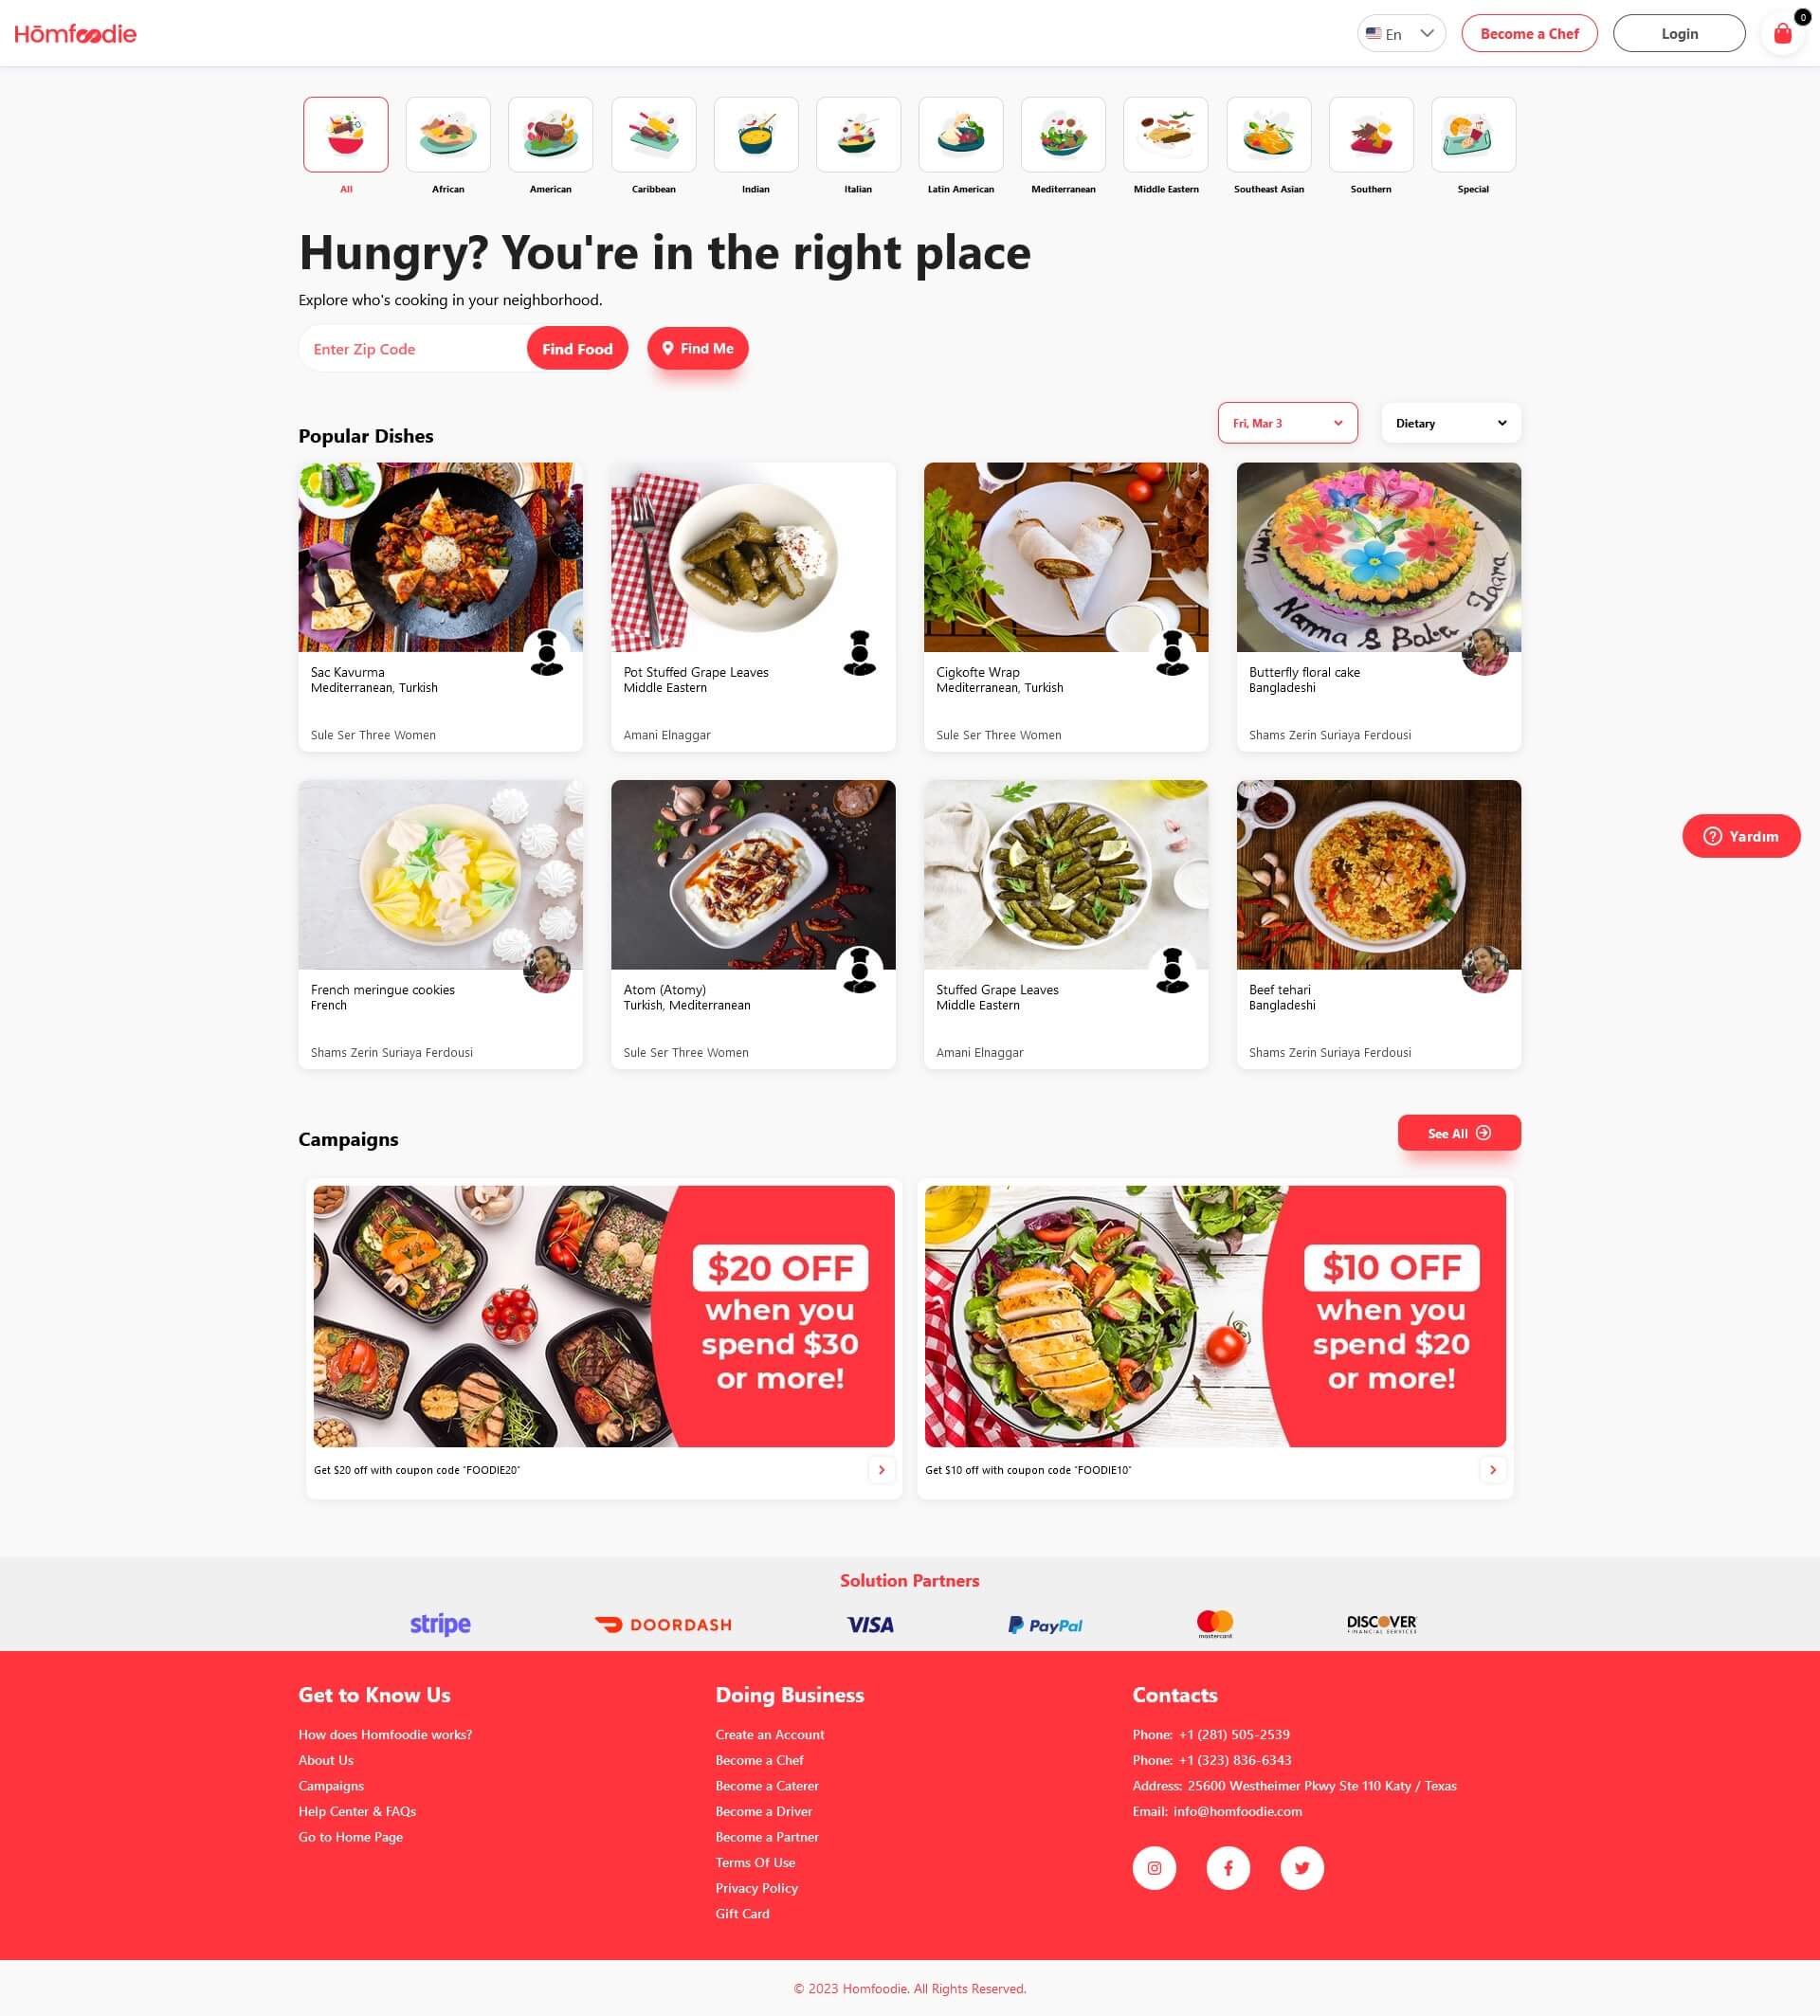 Hōmfoodie
En
Become a Chef
Login
0
All
African
American
Caribbean
Indian
Italian
Latin American
Mediterranean
Middle Eastern
Southeast Asian
Southern
Special
Hungry? You're in the right place
Explore who's cooking in your neighborhood.
Enter Zip Code
Find Food
Find Me
Popular Dishes
Fri, Mar 3
Dietary
Nama & Baba
Sac Kavurma
Mediterranean, Turkish
Sule Ser Three Women
Pot Stuffed Grape Leaves
Middle Eastern
Amani Elnaggar
Cigkofte Wrap
Mediterranean, Turkish
Sule Ser Three Women
Butterfly floral cake
Bangladeshi
Shams Zerin Suriaya Ferdousi
Yardım
French meringue cookies
French
Shams Zerin Suriaya Ferdousi
Atom (Atomy)
Turkish, Mediterranean
Sule Ser Three Women
Stuffed Grape Leaves
Middle Eastern
Amani Elnaggar
Beef tehari
Bangladeshi
Shams Zerin Suriaya Ferdousi
Campaigns
See All
$20 OFF
when you
spend $30
or more!
Get $20 off with coupon code "FOODIE20"
$10 OFF
when you
spend $20
or more!
Get $10 off with coupon code "FOODIE10"
Solution Partners
stripe
DOORDASH
VISA
PayPal
mastercard
DISCOVER
FINANCIAL SERVICES
Get to Know Us
How does Homfoodie works?
About Us
Campaigns
Help Center & FAQs
Go to Home Page
Doing Business
Create an Account
Become a Chef
Become a Caterer
Become a Driver
Become a Partner
Terms Of Use
Privacy Policy
Gift Card
Contacts
Phone: +1 (281) 505-2539
Phone: +1 (323) 836-6343
Address: 25600 Westheimer Pkwy Ste 110 Katy / Texas
Email: info@homfoodie.com
© 2023 Homfoodie. All Rights Reserved.